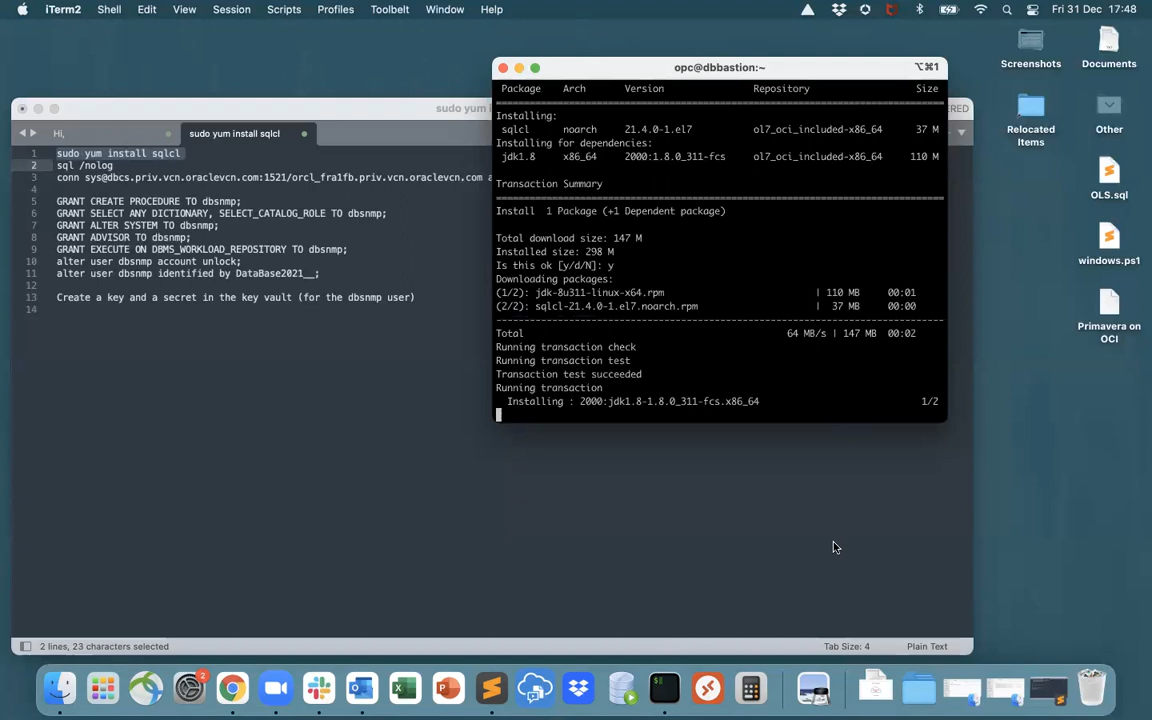 iTerm2 Shell Edit View Session Scripts Profiles Toolbelt Window Help
Fri 31 Dec 17:48
Screenshots
Documents
Relocated Items
Other
OLS.sql
windows.ps1
Primavera on OCI
sudo yum i
ERED
Hi,
sudo yum install sqlcl
1 sudo yum install sqlcl
2 sql /nolog
3 conn sys@dbcs.priv.vcn.oraclevcn.com:1521/orcl_fra1fb.priv.vcn.oraclevcn.com a
4
5 GRANT CREATE PROCEDURE TO dbsnmp;
6 GRANT SELECT ANY DICTIONARY, SELECT_CATALOG_ROLE TO dbsnmp;
7 GRANT ALTER SYSTEM TO dbsnmp;
8 GRANT ADVISOR TO dbsnmp;
9 GRANT EXECUTE ON DBMS_WORKLOAD_REPOSITORY TO dbsnmp;
10 alter user dbsnmp account unlock;
11 alter user dbsnmp identified by DataBase2021__;
12
13 Create a key and a secret in the key vault (for the dbsnmp user)
14
2 lines, 23 characters selected
Tab Size: 4
Plain Text
opc@dbbastion:~
⌥⌘1
Package Arch Version Repository Size
Installing:
sqlcl noarch 21.4.0-1.el7 ol7_oci_included-x86_64 37 M
Installing for dependencies:
jdk1.8 x86_64 2000:1.8.0_311-fcs ol7_oci_included-x86_64 110 M
Transaction Summary
Install 1 Package (+1 Dependent package)
Total download size: 147 M
Installed size: 298 M
Is this ok [y/d/N]: y
Downloading packages:
(1/2): jdk-8u311-linux-x64.rpm | 110 MB 00:01
(2/2): sqlcl-21.4.0-1.el7.noarch.rpm | 37 MB 00:00
Total 64 MB/s | 147 MB 00:02
Running transaction check
Running transaction test
Transaction test succeeded
Running transaction
Installing : 2000:jdk1.8-1.8.0_311-fcs.x86_64 1/2
2